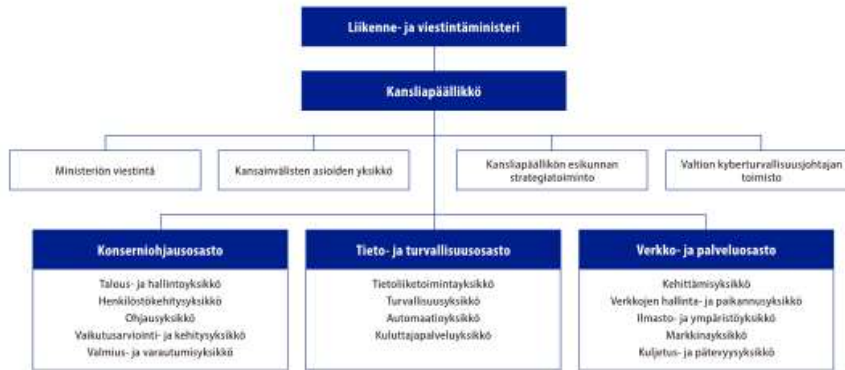 Liikenne- ja viestintäministeri
Kansliapäällikkö
Ministeriön viestintä
Kansainvälisten asioiden yksikkö
Kansliapäällikön esikunnan
strategiatoiminto
Valtion kyberturvallisuusjohtajan
toimisto
Konserniohjausosasto
Talous- ja hallintoyksikkö
Henkilöstökehitysyksikkö
Ohjausyksikkö
Vaikutusarviointi- ja kehitysyksikkö
Valmius- ja varautumisyksikkö
Tieto- ja turvallisuusosasto
Tietoliiketoimintayksikkö
Turvallisuusyksikkö
Automaatioyksikkö
Kuluttajapalveluyksikkö
Verkko- ja palveluosasto
Kehittämisyksikkö
Verkkojen hallinta- ja paikannusyksikkö
Ilmasto- ja ympäristöyksikkö
Markkinayksikkö
Kuljetus- ja pätevyysyksikkö